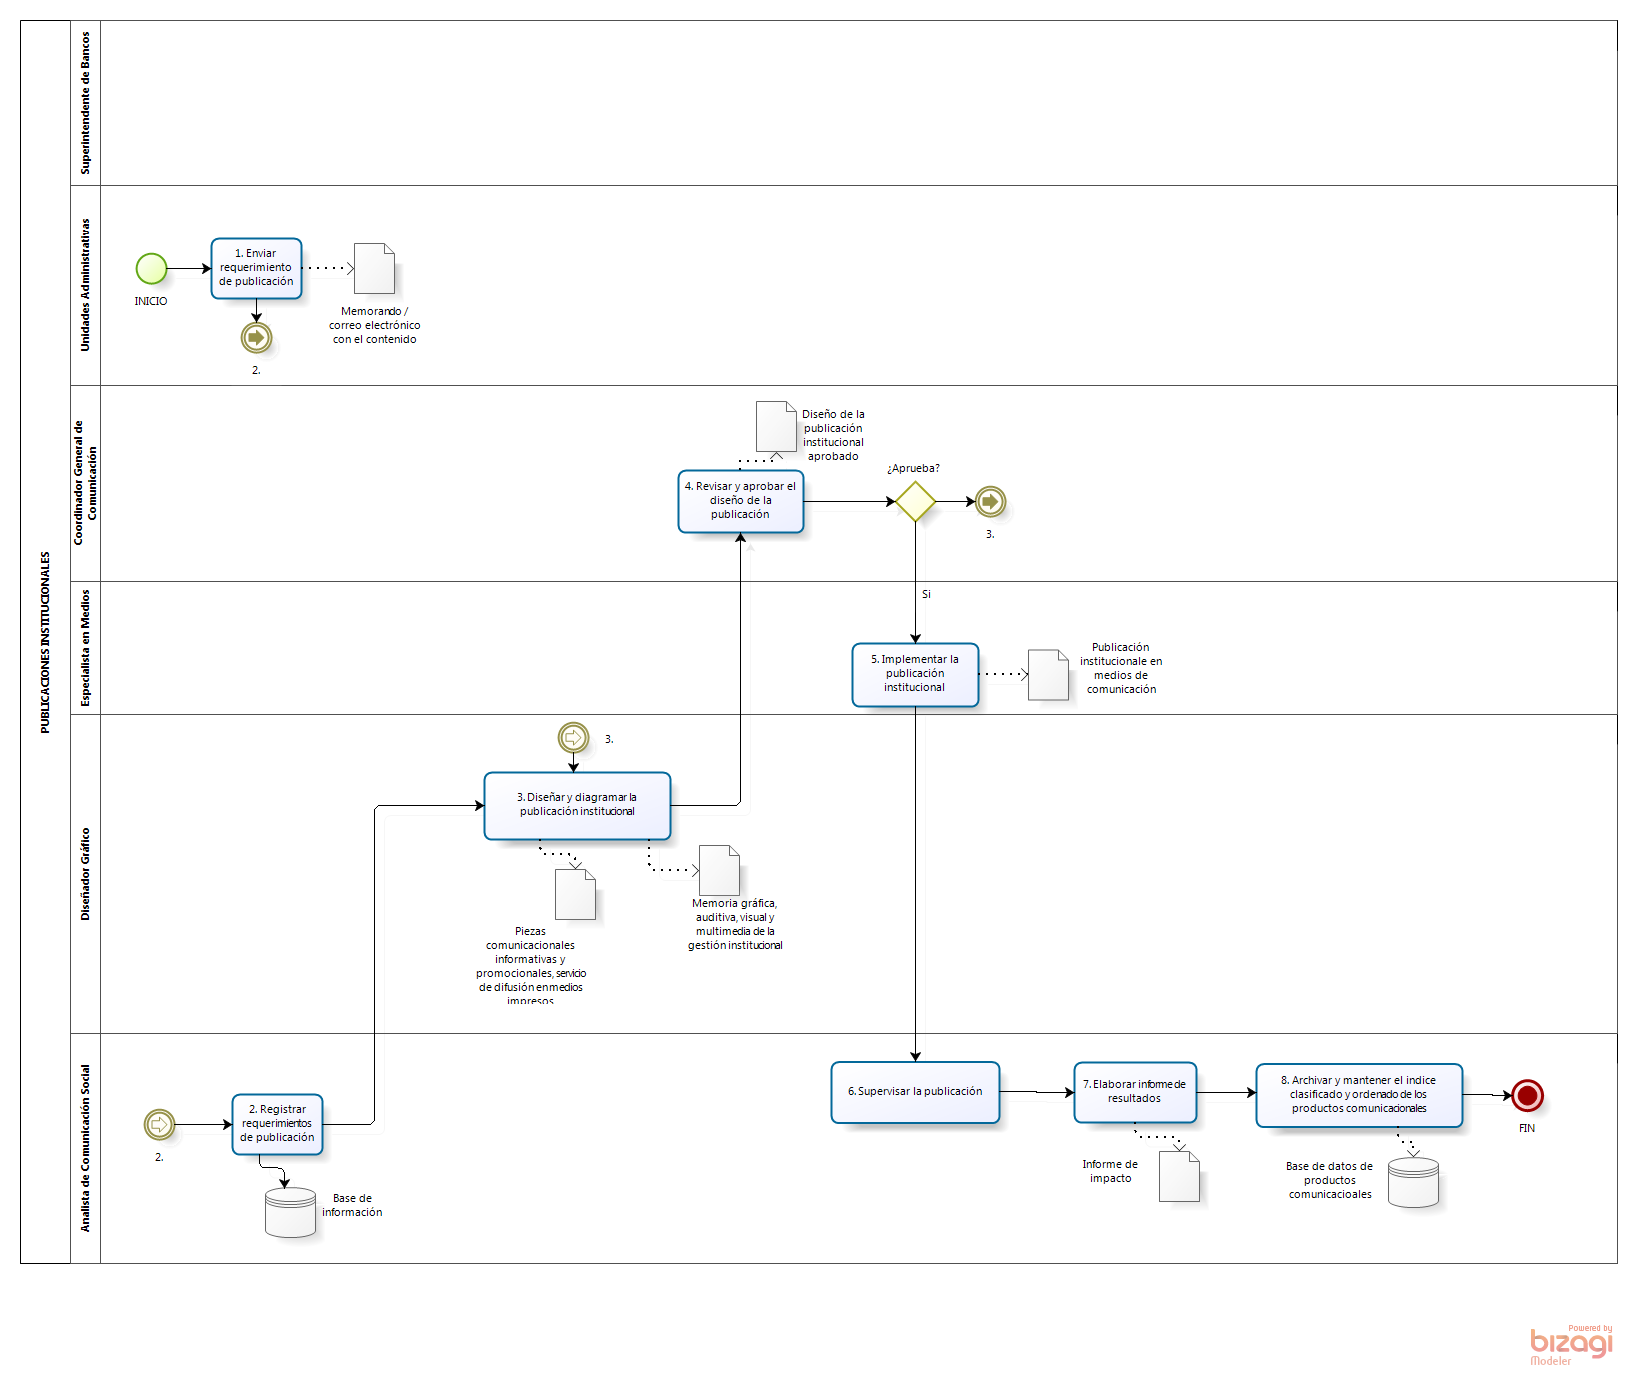 PUBLICACIONES INSTITUCIONALES
Superintendente de Bancos
Unidades Administrativas
INICIO
1. Enviar
requerimiento
de publicación
2.
Memorando /
correo electrónico
con el contenido
Coordinador General de
Comunicación
Diseño de la
publicación
institucional
aprobado
4. Revisar y aprobar el
diseño de la
publicación
¿Aprueba?
3.
Especialista en Medios
Si
5. Implementar la
publicación
institucional
Publicación
institucionale en
medios de
comunicación
Diseñador Gráfico
3.
3. Diseñar y diagramar la
publicación institucional
Memoria gráfica,
auditiva, visual y
multimedia de la
gestión institucional
Piezas
comunicacionales
informativas y
promocionales, servicio
de difusión en medios
impresos
Analista de Comunicación Social
2.
2. Registrar
requerimientos
de publicación
Base de
información
6. Supervisar la publicación
7. Elaborar informe de
resultados
Informe de
impacto
8. Archivar y mantener el indice
clasificado y ordenado de los
productos comunicacionales
Base de datos de
productos
comunicacioales
FIN
Powered by
bizagi
Modeler